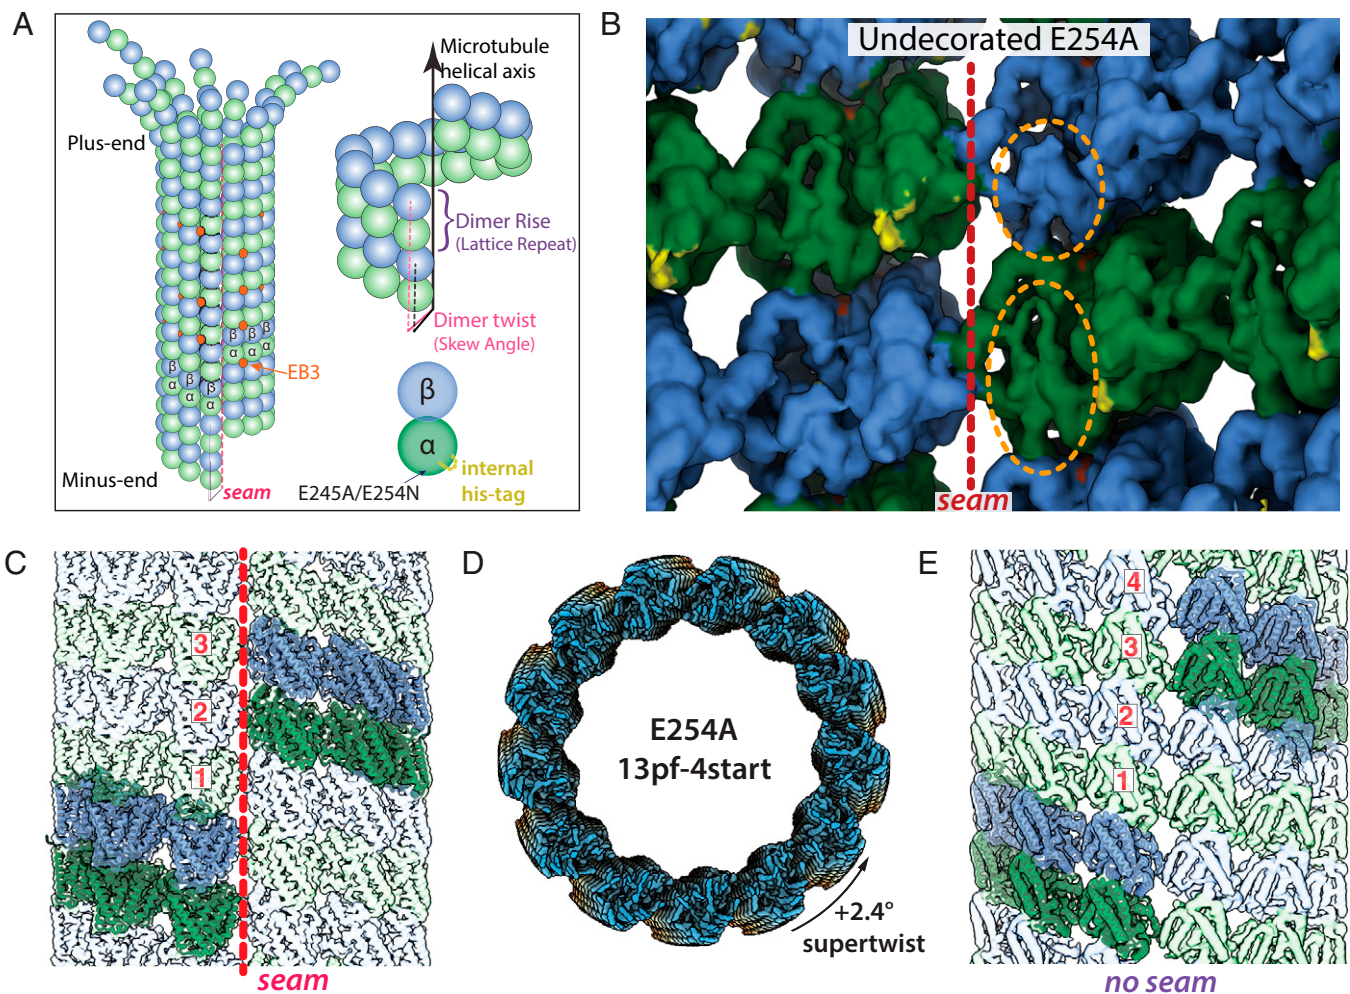 A
Plus-end
Minus-end
seam
EB3
β
β
β
α
α
α
β
β
β
α
α
α
Microtubule
helical axis
Dimer Rise
(Lattice Repeat)
Dimer twist
(Skew Angle)
β
α
internal
his-tag
E245A/E254N
B
Undecorated E254A
seam
C
3
2
1
seam
D
E254A
13pf-4start
+2.4°
supertwist
E
4
3
2
1
no seam